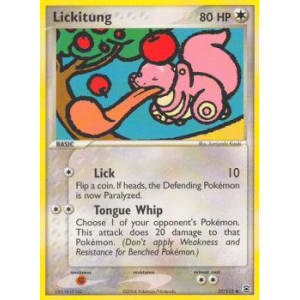 Lickitung 80 HP
BASIC
Lick 10
Flip a coin. If heads, the Defending Pokémon
is now Paralyzed.
Tongue Whip
Choose 1 of your opponent's Pokémon.
This attack does 20 damage to that
Pokémon. (Don't apply Weakness and
Resistance for Benched Pokémon.)
weakness resistance retreat cost